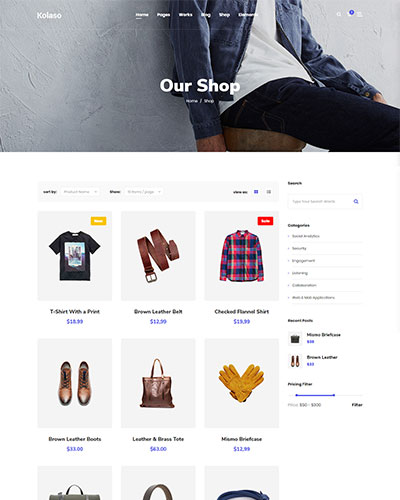 Kolaso
Home Pages Works Blog Shop Elements
0
Our Shop
Home / Shop
sort by: Product Name Show: 9 items / page view as:
Search
Type Your Search Words
Categories
Social Analytics
Security
Engagement
Listening
Collaboration
Web & Mob Applications
Recent Posts
Mismo Briefcase
$39
Brown Leather
$33
Pricing Filter
Price: $50 - $300 Filter
New
Sale
T-Shirt With a Print
$18.99
Brown Leather Belt
$12.99
Checked Flannel Shirt
$19.99
Brown Leather Boots
$33.00
Leather & Brass Tote
$63.00
Mismo Briefcase
$12,99